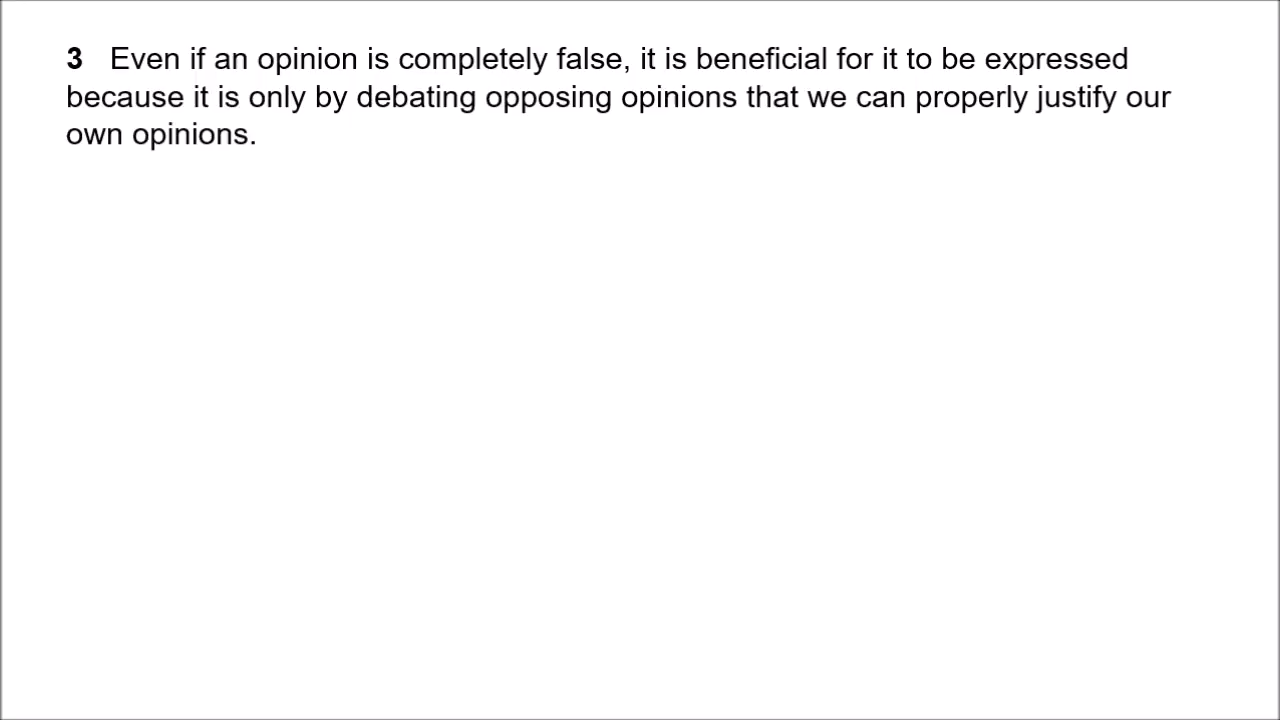 3 Even if an opinion is completely false, it is beneficial for it to be expressed
because it is only by debating opposing opinions that we can properly justify our
own opinions.